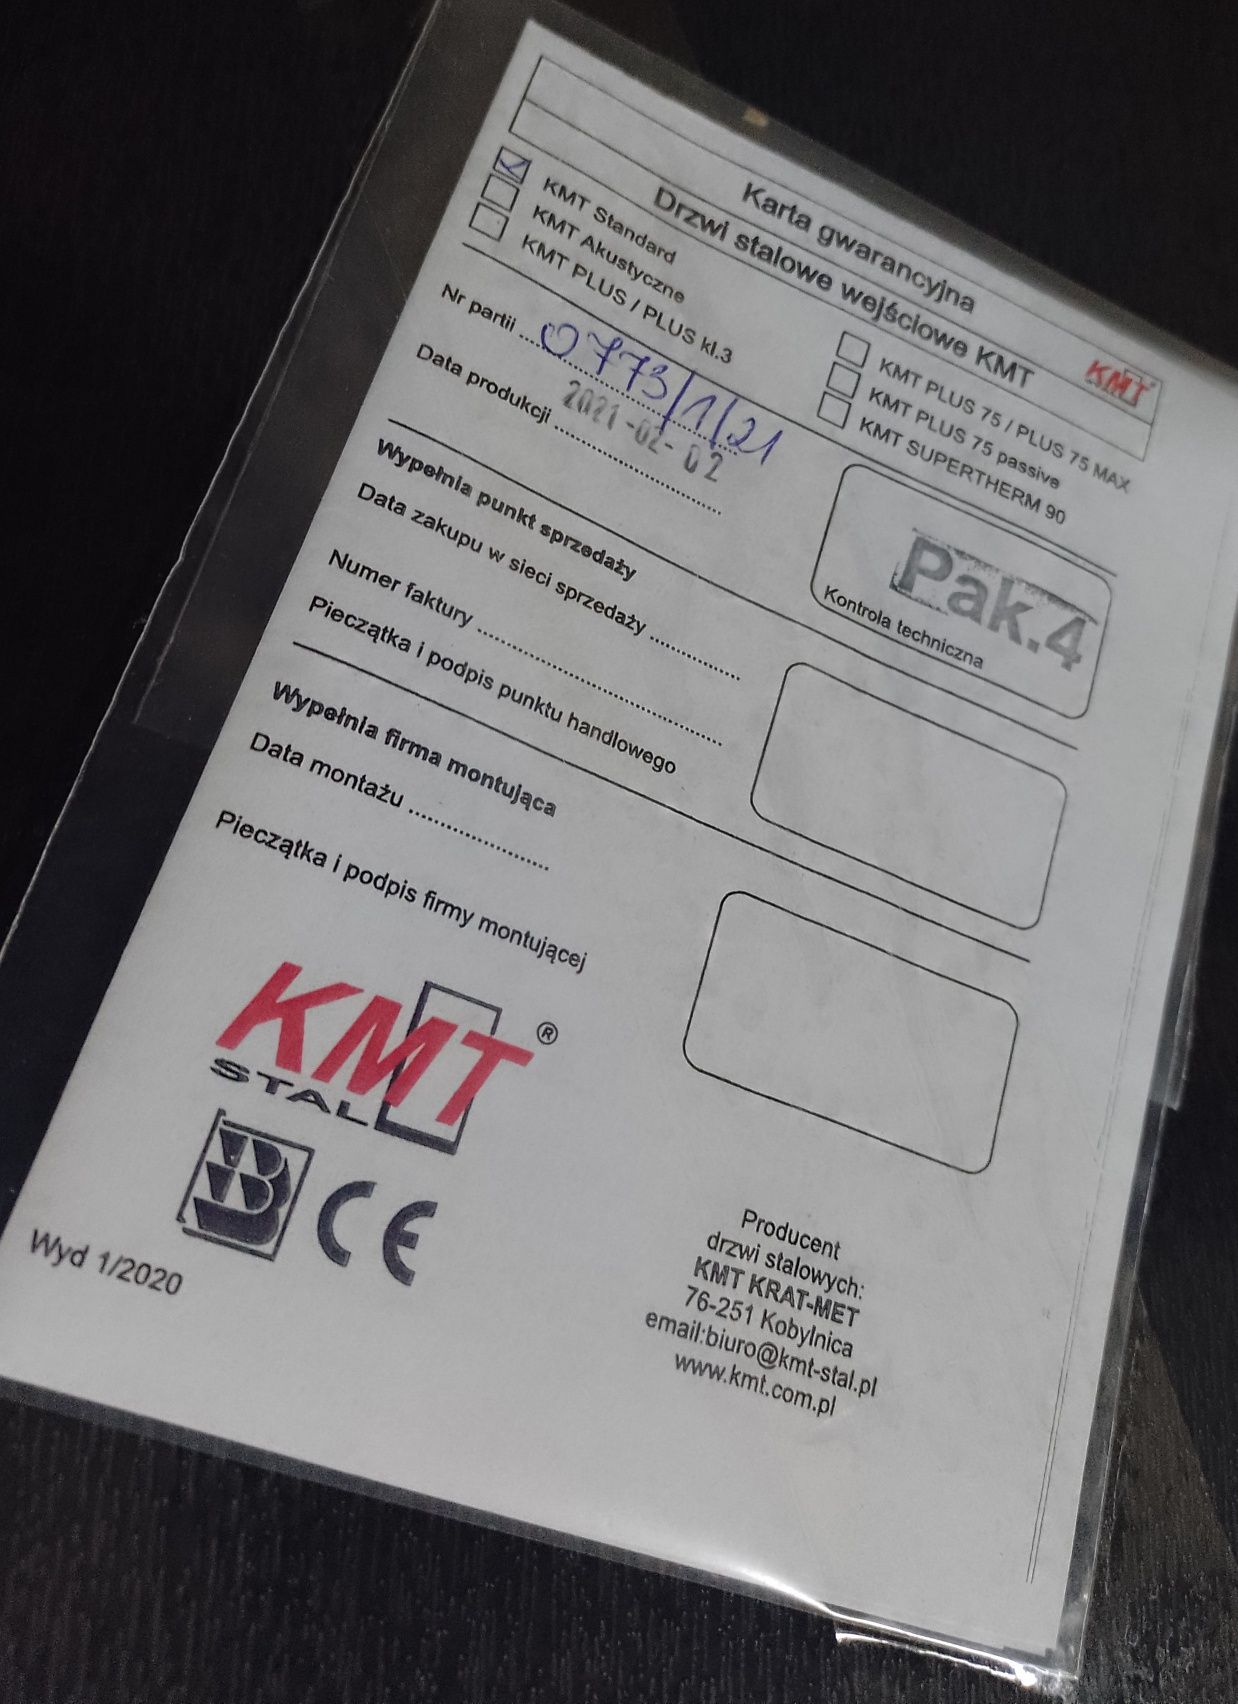 Karta gwarancyjna
Drzwi stalowe wejściowe KMT
KMT
KMT Standard
KMT Akustyczne
KMT PLUS / PLUS kl.3
KMT PLUS 75 / PLUS 75 MAX
KMT PLUS 75 passive
KMT SUPERTHERM 90
Nr partii ..... 0773/1/21
Data produkcji ..... 2021-02-02
Pak.4
Kontrola techniczna
Wypełnia punkt sprzedaży
Data zakupu w sieci sprzedaży ....................
Numer faktury ........................................
Pieczątka i podpis punktu handlowego
Wypełnia firma montująca
Data montażu ........................
Pieczątka i podpis firmy montującej
KMT ®
STAL
B CE
Wyd 1/2020
Producent
drzwi stalowych:
KMT KRAT-MET
76-251 Kobylnica
email:biuro@kmt-stal.pl
www.kmt.com.pl